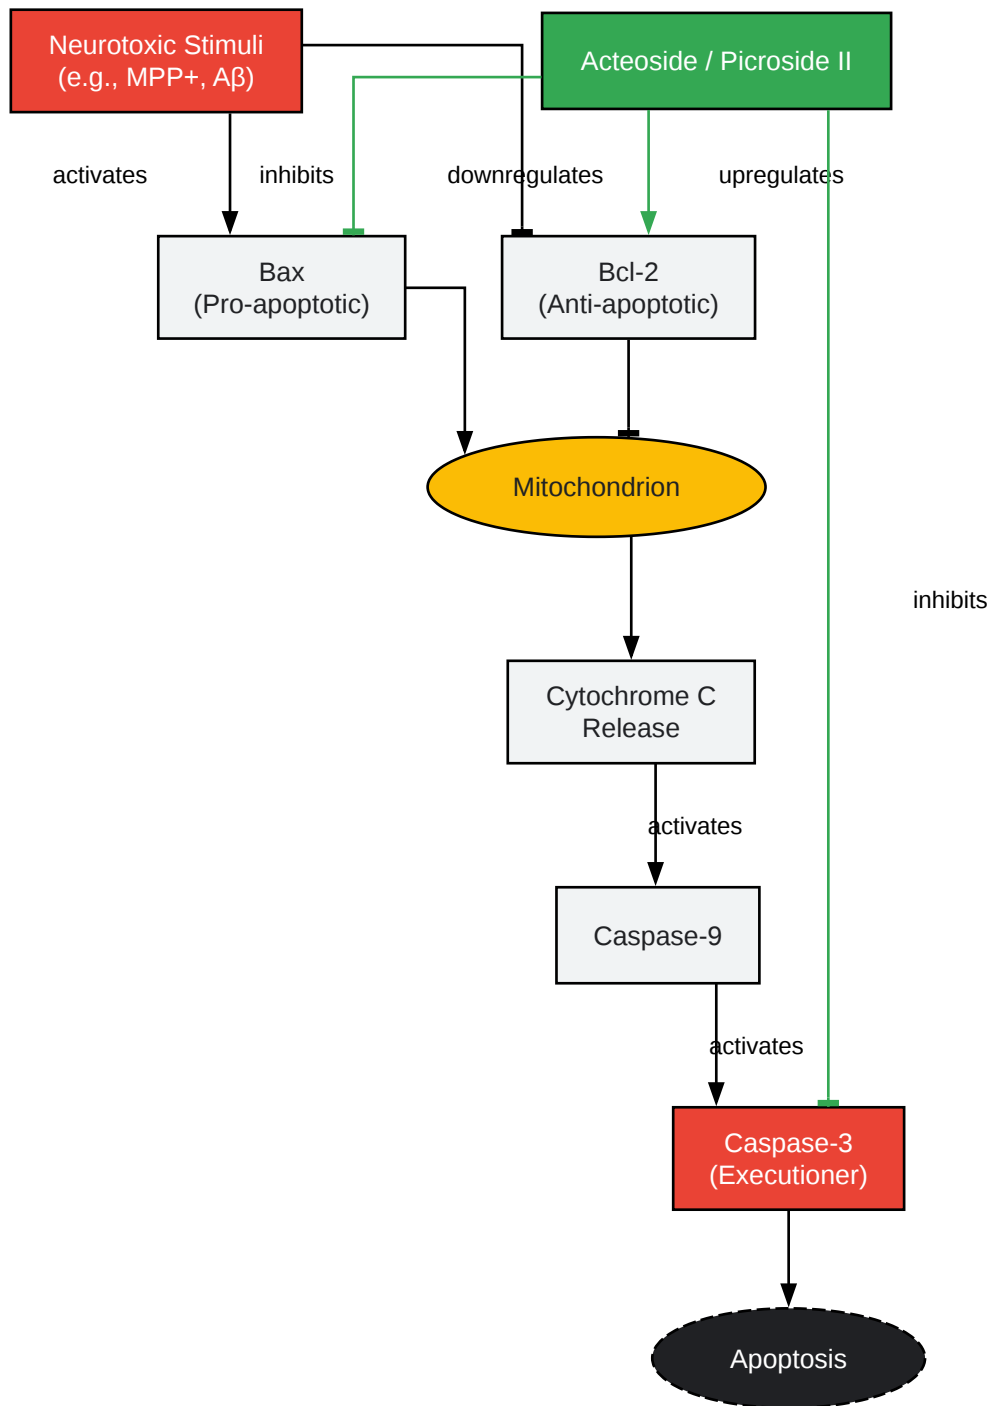 Neurotoxic Stimuli
(e.g., MPP+, Aβ)
Acteoside / Picroside II
activates
inhibits
downregulates
upregulates
Bax
(Pro-apoptotic)
Bcl-2
(Anti-apoptotic)
Mitochondrion
inhibits
Cytochrome C
Release
activates
Caspase-9
activates
Caspase-3
(Executioner)
Apoptosis